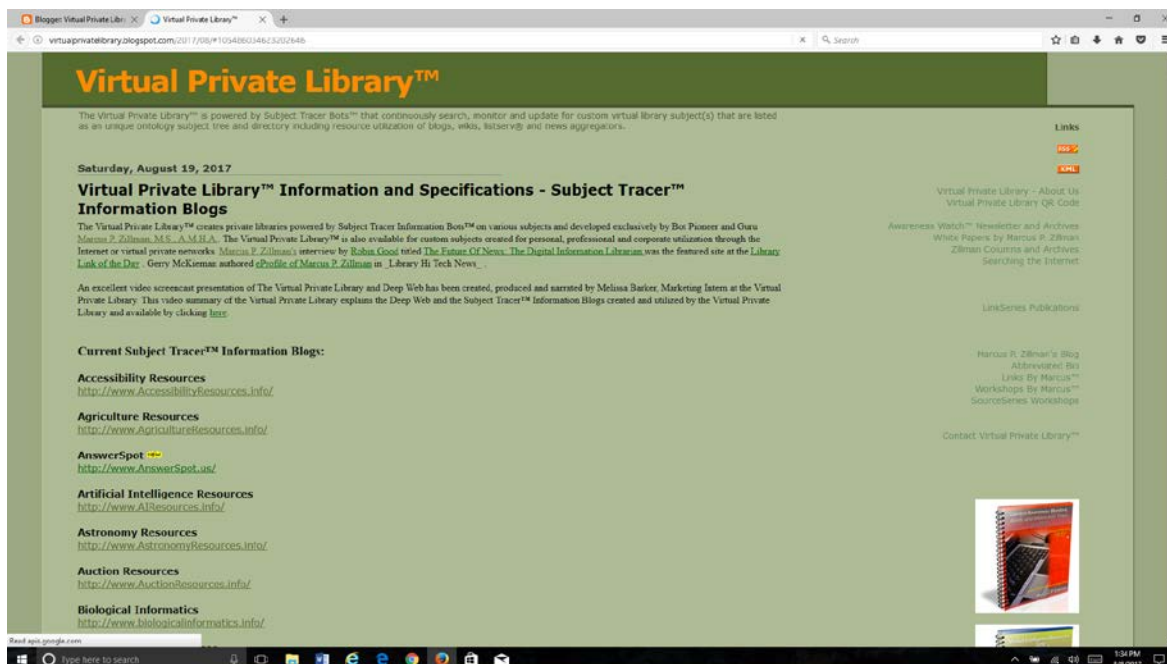 Blogger: Virtual Private Libr
Virtual Private Library™
virtualprivatelibrary.blogspot.com/2017/08/#105486034623202646
Search
Virtual Private Library™
The Virtual Private Library™ is powered by Subject Tracer Bots™ that continuously search, monitor and update for custom virtual library subject(s) that are listed
as an unique ontology subject tree and directory including resource utilization of blogs, wikis, listserv® and news aggregators.
Saturday, August 19, 2017
Virtual Private Library™ Information and Specifications - Subject Tracer™
Information Blogs
The Virtual Private Library™ creates private libraries powered by Subject Tracer Information Bots™ on various subjects and developed exclusively by Bot Pioneer and Guru
Marcus P. Zillman, M.S., A.M.H.A. The Virtual Private Library™ is also available for custom subjects created for personal, professional and corporate utilization through the
Internet or virtual private networks. Marcus P. Zillman's interview by Robin Good titled The Future Of News: The Digital Information Librarian was the featured site at the Library
Link of the Day . Gerry McKiernan authored eProfile of Marcus P. Zillman in _Library Hi Tech News_ .
An excellent video screencast presentation of The Virtual Private Library and Deep Web has been created, produced and narrated by Melissa Barker, Marketing Intern at the Virtual
Private Library. This video summary of the Virtual Private Library explains the Deep Web and the Subject Tracer™ Information Blogs created and utilized by the Virtual Private
Library and available by clicking here.
Current Subject Tracer™ Information Blogs:
Accessibility Resources
http://www.AccessibilityResources.info/
Agriculture Resources
http://www.AgricultureResources.info/
AnswerSpot NEW
http://www.AnswerSpot.us/
Artificial Intelligence Resources
http://www.AIResources.info/
Astronomy Resources
http://www.AstronomyResources.info/
Auction Resources
http://www.AuctionResources.info/
Biological Informatics
http://www.biologicalinformatics.info/
Links
RSS
XML
Virtual Private Library - About Us
Virtual Private Library QR Code
Awareness Watch™ Newsletter and Archives
White Papers by Marcus P. Zillman
Zillman Columns and Archives
Searching the Internet
LinkSeries Publications
Marcus P. Zillman's Blog
Abbreviated Bio
Links By Marcus™
Workshops By Marcus™
SourceSeries Workshops
Contact Virtual Private Library™
Read apis.google.com
Type here to search
1:34 PM